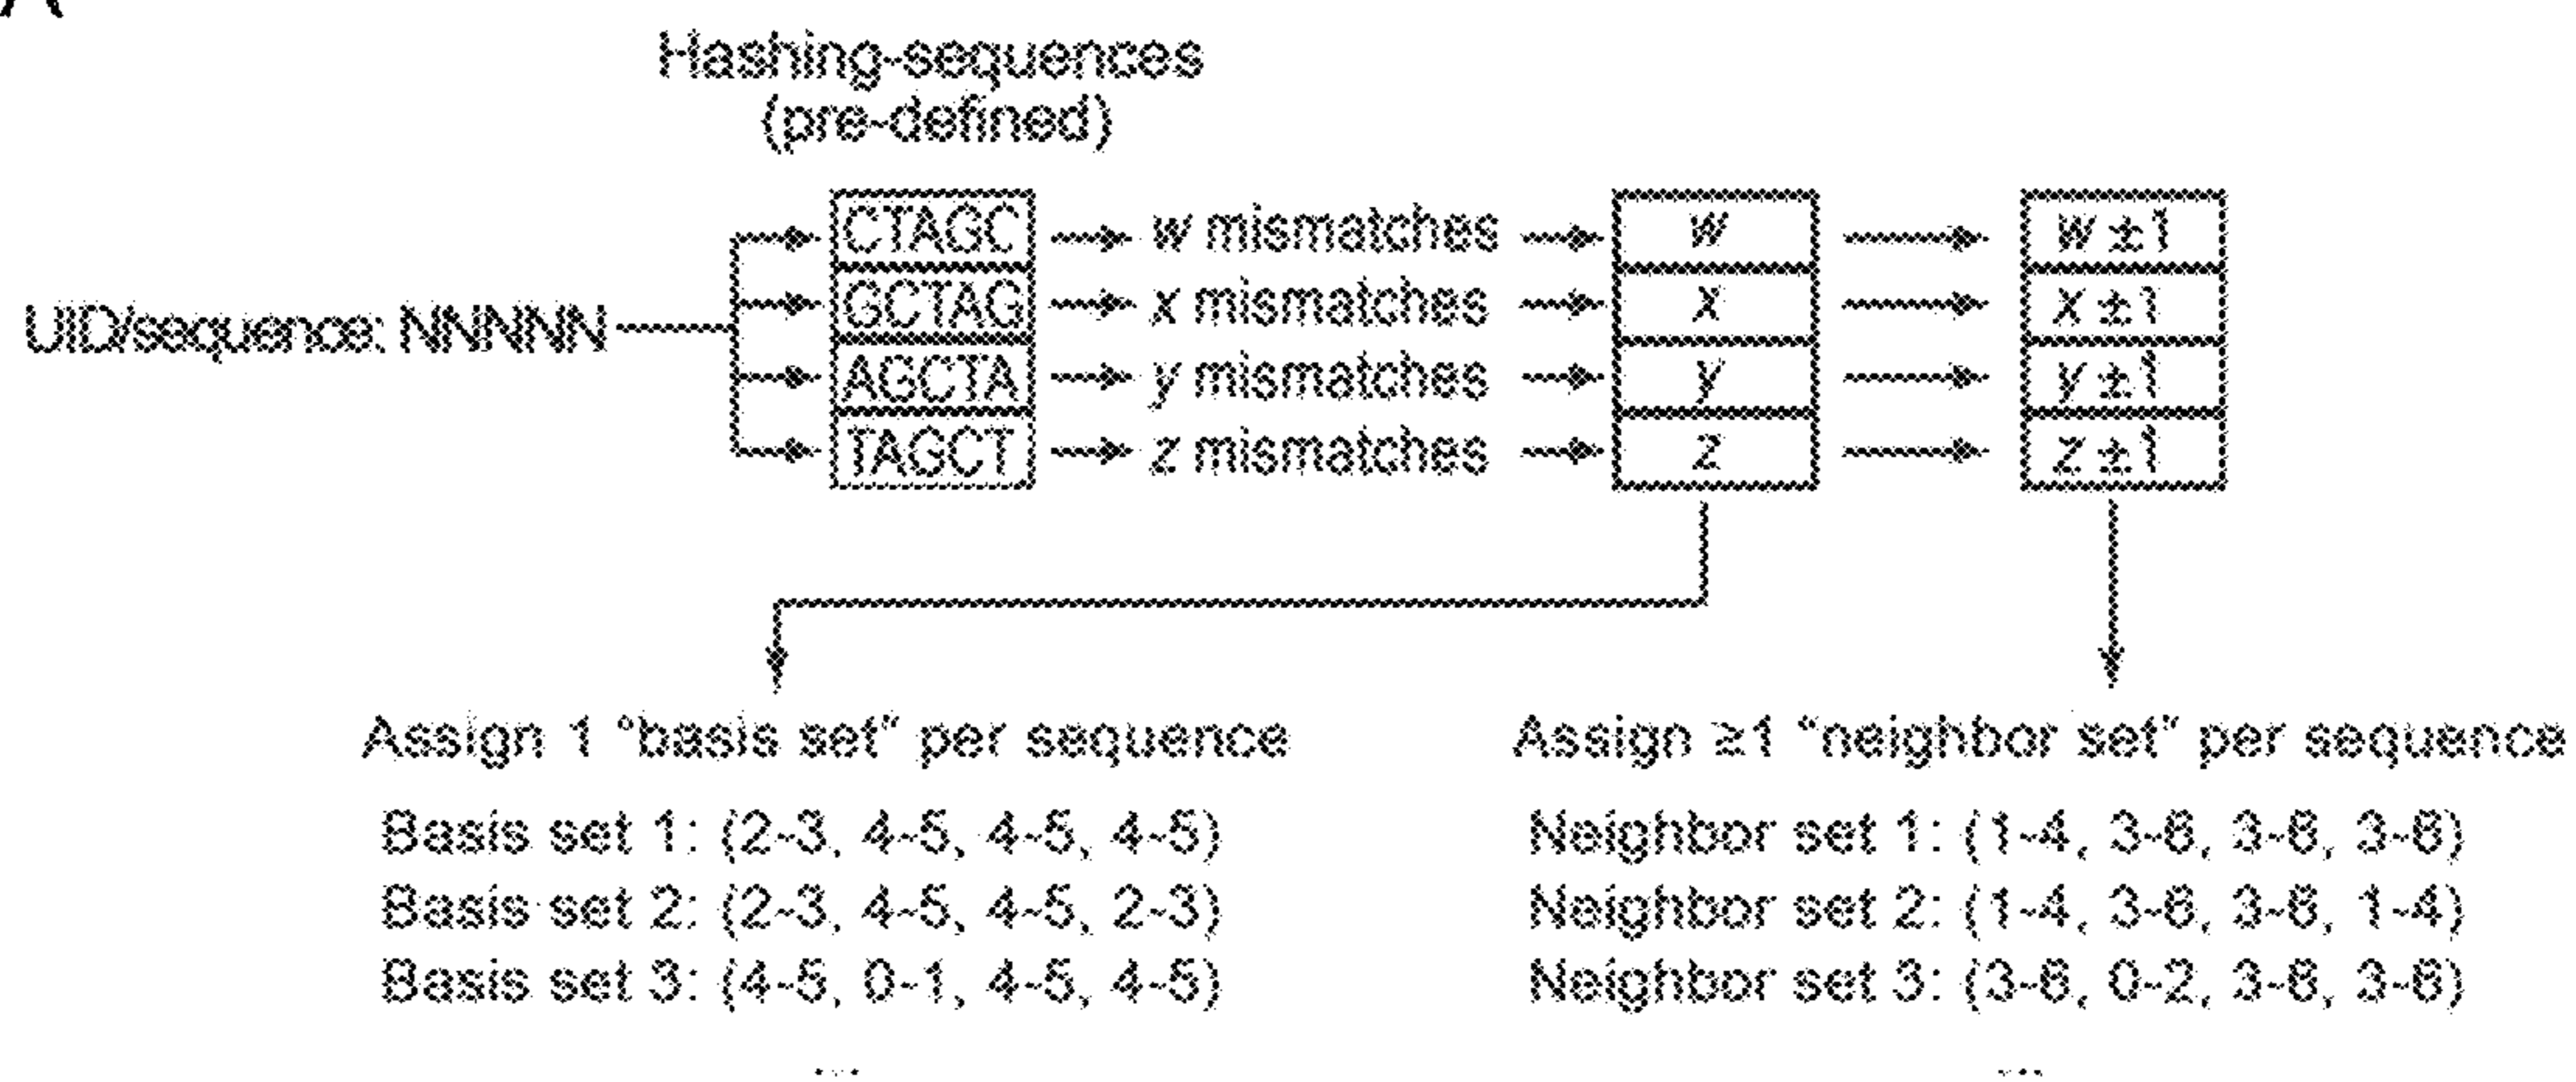 A
Hashing-sequences
(pre-defined)
UID/sequence: NNNNN
CTAGC w mismatches w w ±1
GCTAG x mismatches x x ±1
AGCTA y mismatches y y ±1
TAGCT z mismatches z z ±1
Assign 1 “basis set” per sequence
Basis set 1: (2-3, 4-5, 4-5, 4-5)
Basis set 2: (2-3, 4-5, 4-5, 2-3)
Basis set 3: (4-5, 0-1, 4-5, 4-5)
...
Assign ≥1 “neighbor set” per sequence
Neighbor set 1: (1-4, 3-6, 3-6, 3-6)
Neighbor set 2: (1-4, 3-6, 3-6, 1-4)
Neighbor set 3: (3-6, 0-2, 3-6, 3-6)
...